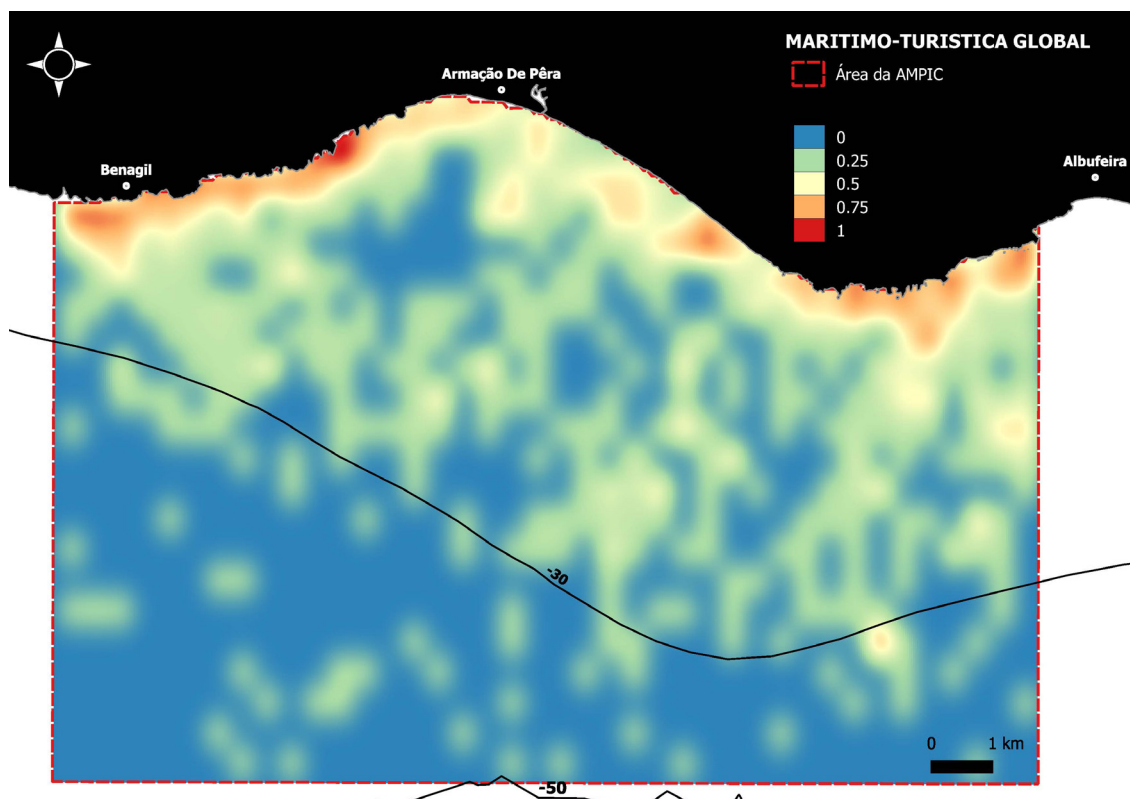 MARITIMO-TURISTICA GLOBAL
Área da AMPIC
Armação De Pêra
Benagil
Albufeira
0
0.25
0.5
0.75
1
-30
0 1 km
-50